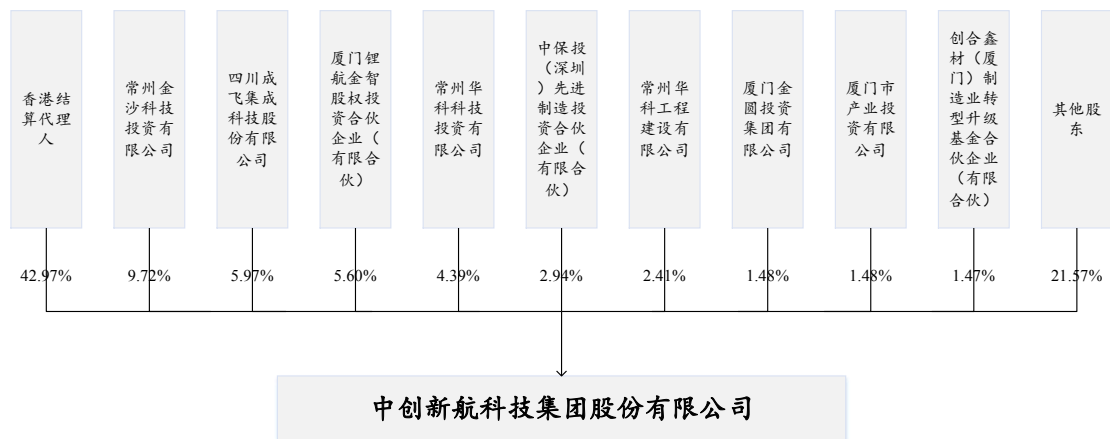 香港结
算代理
人
常州金
沙科技
投资有
限公司
四川成
飞集成
科技股
份有限
公司
厦门锂
航金智
股权投
资合伙
企业（
有限合
伙）
常州华
科科技
投资有
限公司
中保投
（深圳
）先进
制造投
资合伙
企业（
有限合
伙）
常州华
科工程
建设有
限公司
厦门金
圆投资
集团有
限公司
厦门市
产业投
资有限
公司
创合鑫
材（厦
门）制
造业转
型升级
基金合
伙企业
（有限
合伙）
其他股
东
42.97%
9.72%
5.97%
5.60%
4.39%
2.94%
2.41%
1.48%
1.48%
1.47%
21.57%
中创新航科技集团股份有限公司